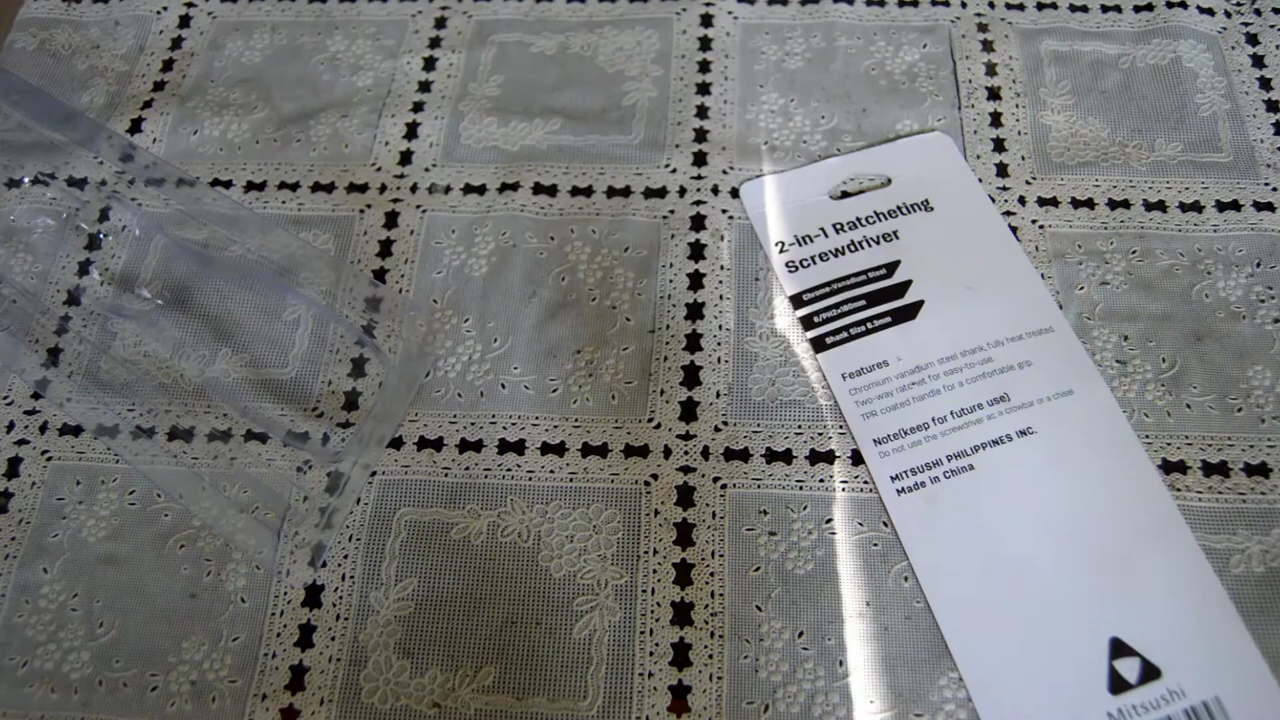 2-in-1 Ratcheting
Screwdriver
Chrome-Vanadium Steel
6/PH2x180mm
Shank Size 6.3mm
Features
Chromium vanadium steel shank, fully heat treated
Two-way ratchet for easy-to-use.
TPR coated handle for a comfortable grip.
Note(keep for future use)
Do not use the screwdriver as a crowbar or a chisel
MITSUSHI PHILIPPINES INC.
Made in China
Mitsushi